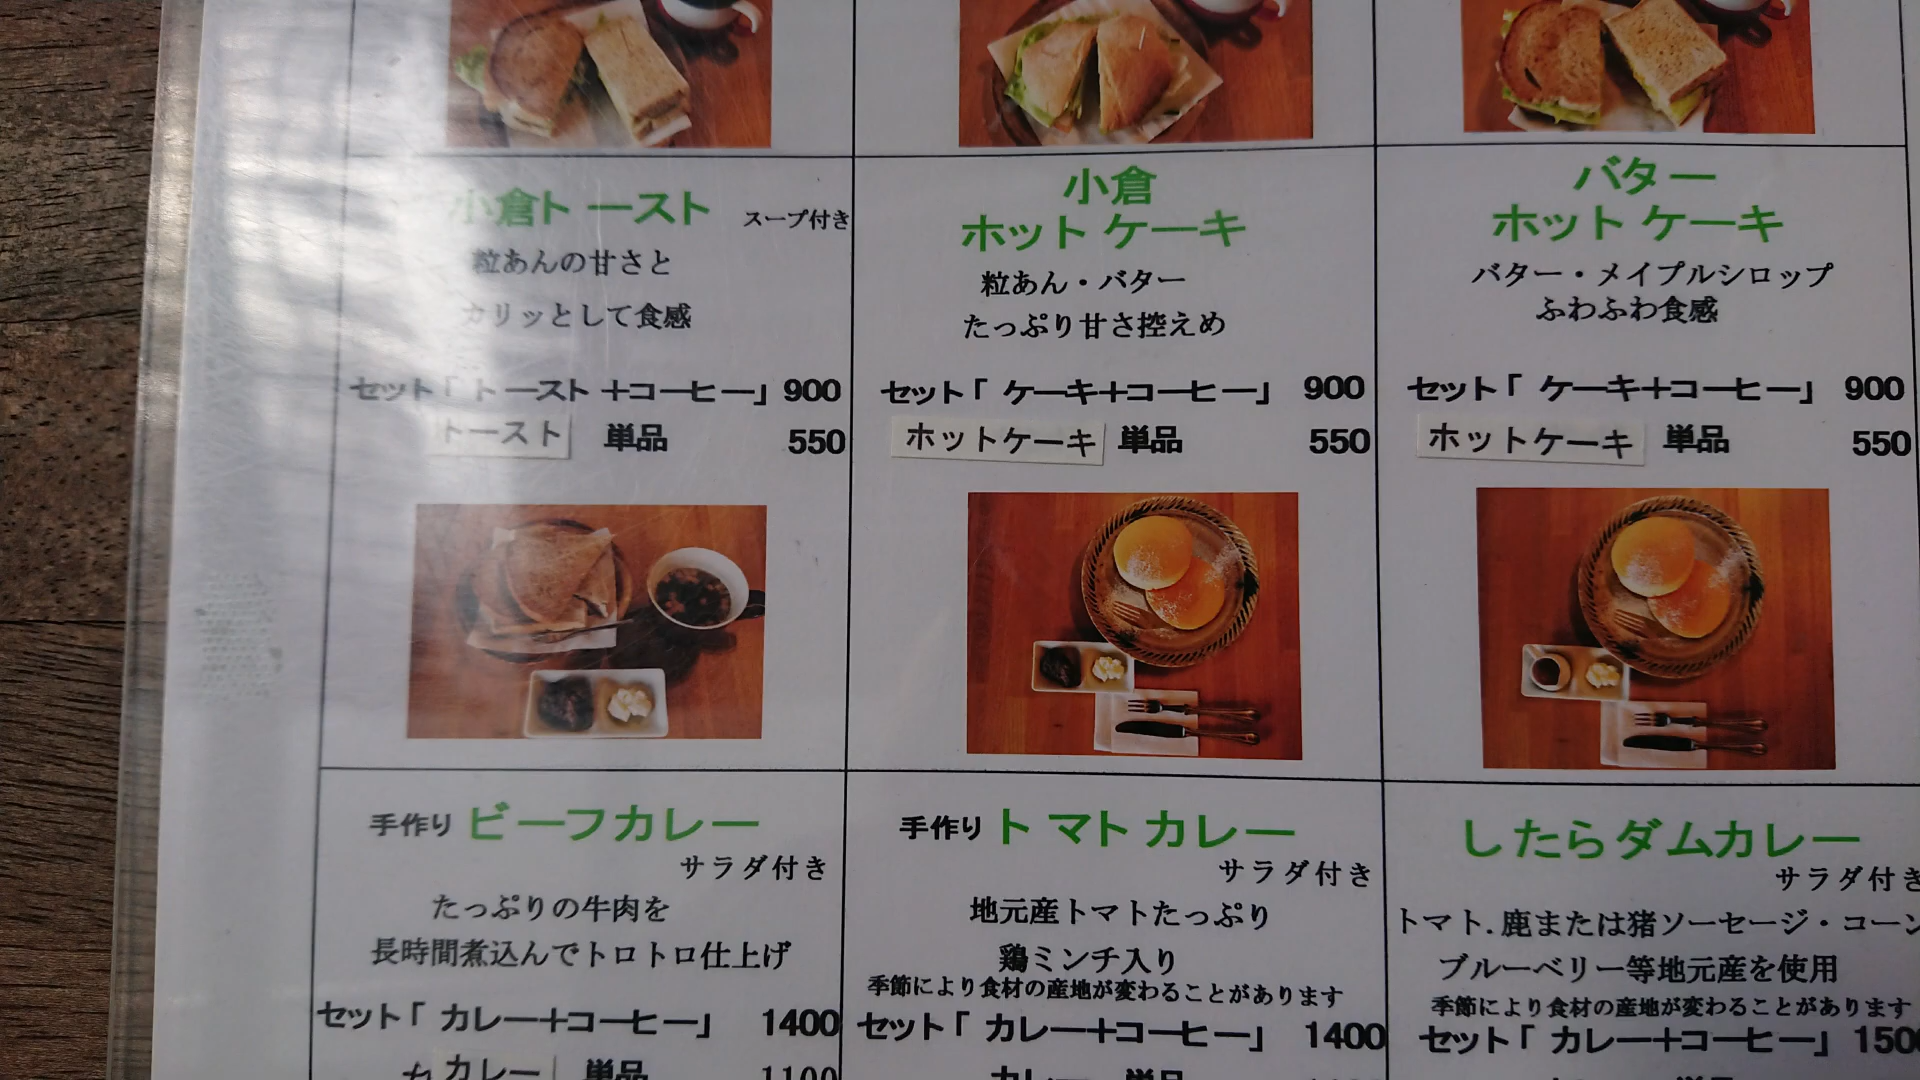 小倉トースト スープ付き
粒あんの甘さと
カリッとして食感
セット「トースト+コーヒー」 900
トースト 単品 550
小倉
ホットケーキ
粒あん・バター
たっぷり甘さ控えめ
セット「ケーキ+コーヒー」 900
ホットケーキ 単品 550
バター
ホットケーキ
バター・メイプルシロップ
ふわふわ食感
セット「ケーキ+コーヒー」 900
ホットケーキ 単品 550
手作り ビーフカレー
サラダ付き
たっぷりの牛肉を
長時間煮込んでトロトロ仕上げ
セット「カレー+コーヒー」 1400
カレー 単品 1100
手作り トマトカレー
サラダ付き
地元産トマトたっぷり
鶏ミンチ入り
季節により食材の産地が変わることがあります
セット「カレー+コーヒー」 1400
カレー 単品
したらダムカレー
サラダ付き
トマト.鹿または猪ソーセージ・コーン
ブルーベリー等地元産を使用
季節により食材の産地が変わることがあります
セット「カレー+コーヒー」 1500